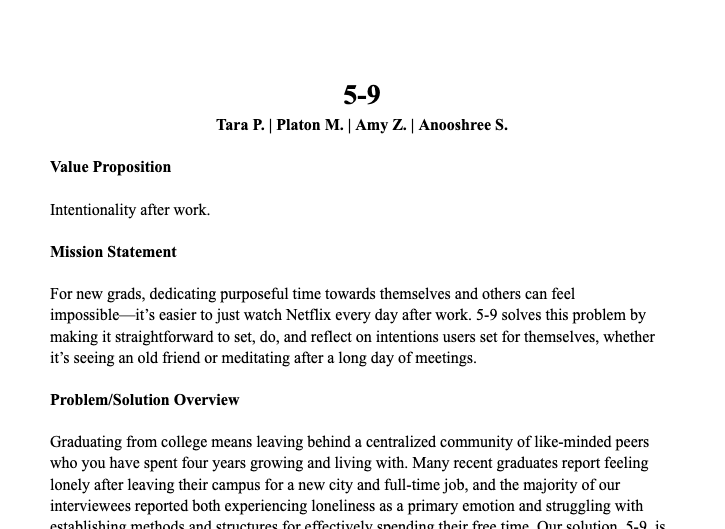 5-9
Tara P. | Platon M. | Amy Z. | Anooshree S.
Value Proposition
Intentionality after work.
Mission Statement
For new grads, dedicating purposeful time towards themselves and others can feel
impossible—it’s easier to just watch Netflix every day after work. 5-9 solves this problem by
making it straightforward to set, do, and reflect on intentions users set for themselves, whether
it’s seeing an old friend or meditating after a long day of meetings.
Problem/Solution Overview
Graduating from college means leaving behind a centralized community of like-minded peers
who you have spent four years growing and living with. Many recent graduates report feeling
lonely after leaving their campus for a new city and full-time job, and the majority of our
interviewees reported both experiencing loneliness as a primary emotion and struggling with
establishing methods and structures for effectively spending their free time. Our solution, 5-9, is